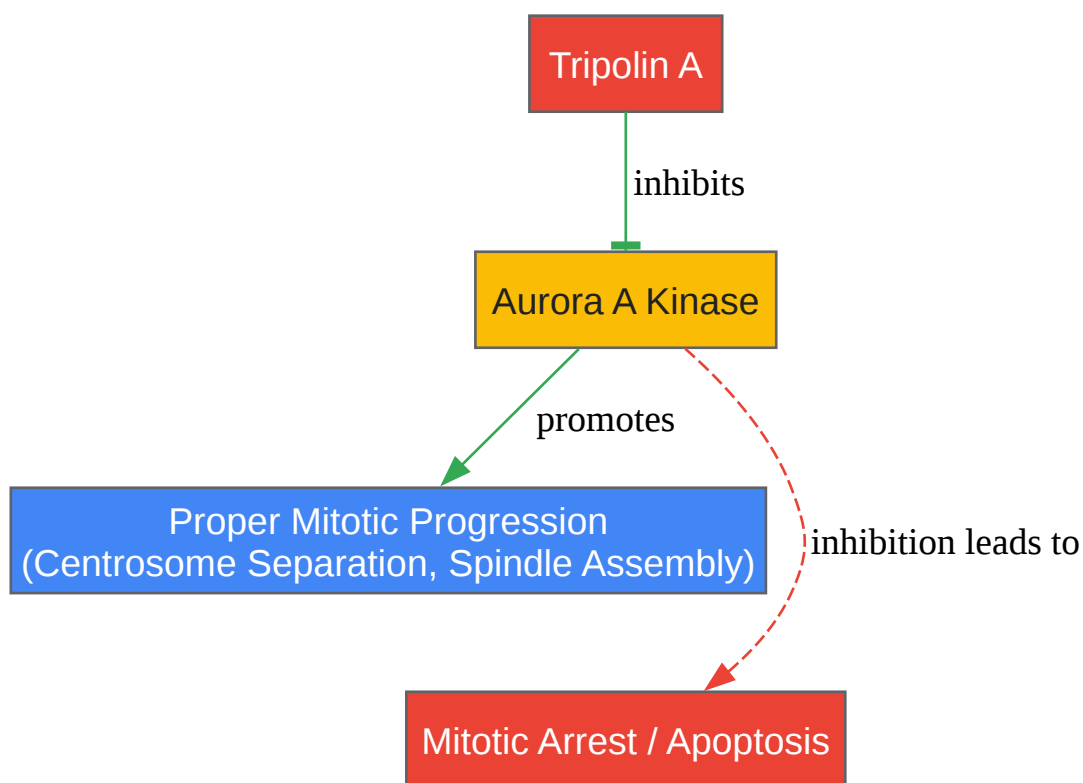 Tripolin A
inhibits
Aurora A Kinase
promotes
Proper Mitotic Progression
(Centrosome Separation, Spindle Assembly)
inhibition leads to
Mitotic Arrest / Apoptosis